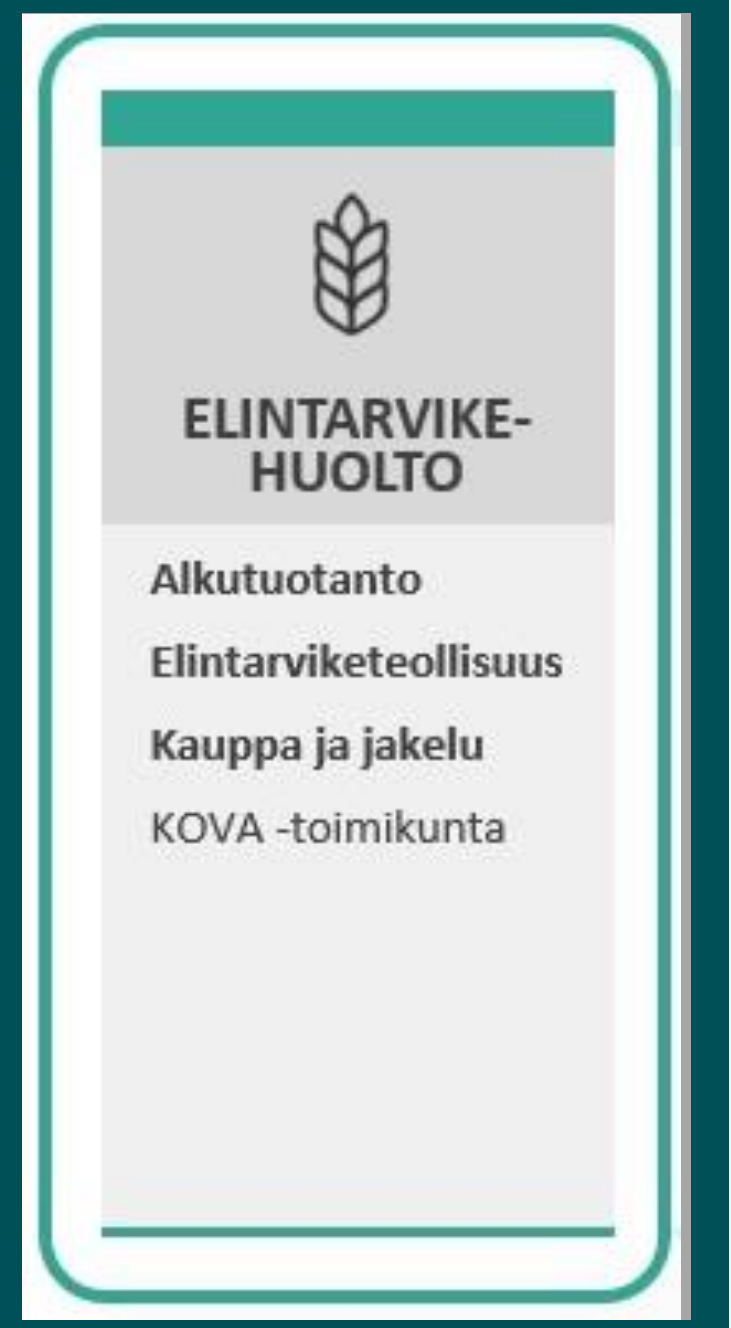 ELINTARVIKE-
HUOLTO
Alkutuotanto
Elintarviketeollisuus
Kauppa ja jakelu
KOVA -toimikunta